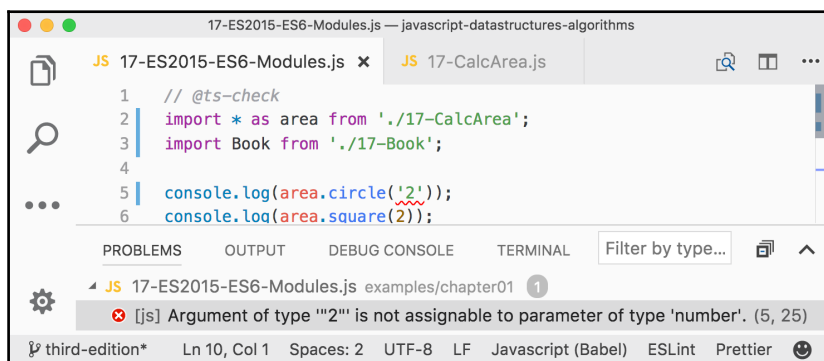 17-ES2015-ES6-Modules.js — javascript-datastructures-algorithms
JS 17-ES2015-ES6-Modules.js × JS 17-CalcArea.js
1 // @ts-check
2 import * as area from './17-CalcArea';
3 import Book from './17-Book';
4
5 console.log(area.circle('2'));
6 console.log(area.square(2));
PROBLEMS OUTPUT DEBUG CONSOLE TERMINAL Filter by type...
JS 17-ES2015-ES6-Modules.js examples/chapter01 1
[js] Argument of type '"2"' is not assignable to parameter of type 'number'. (5, 25)
third-edition* Ln 10, Col 1 Spaces: 2 UTF-8 LF Javascript (Babel) ESLint Prettier